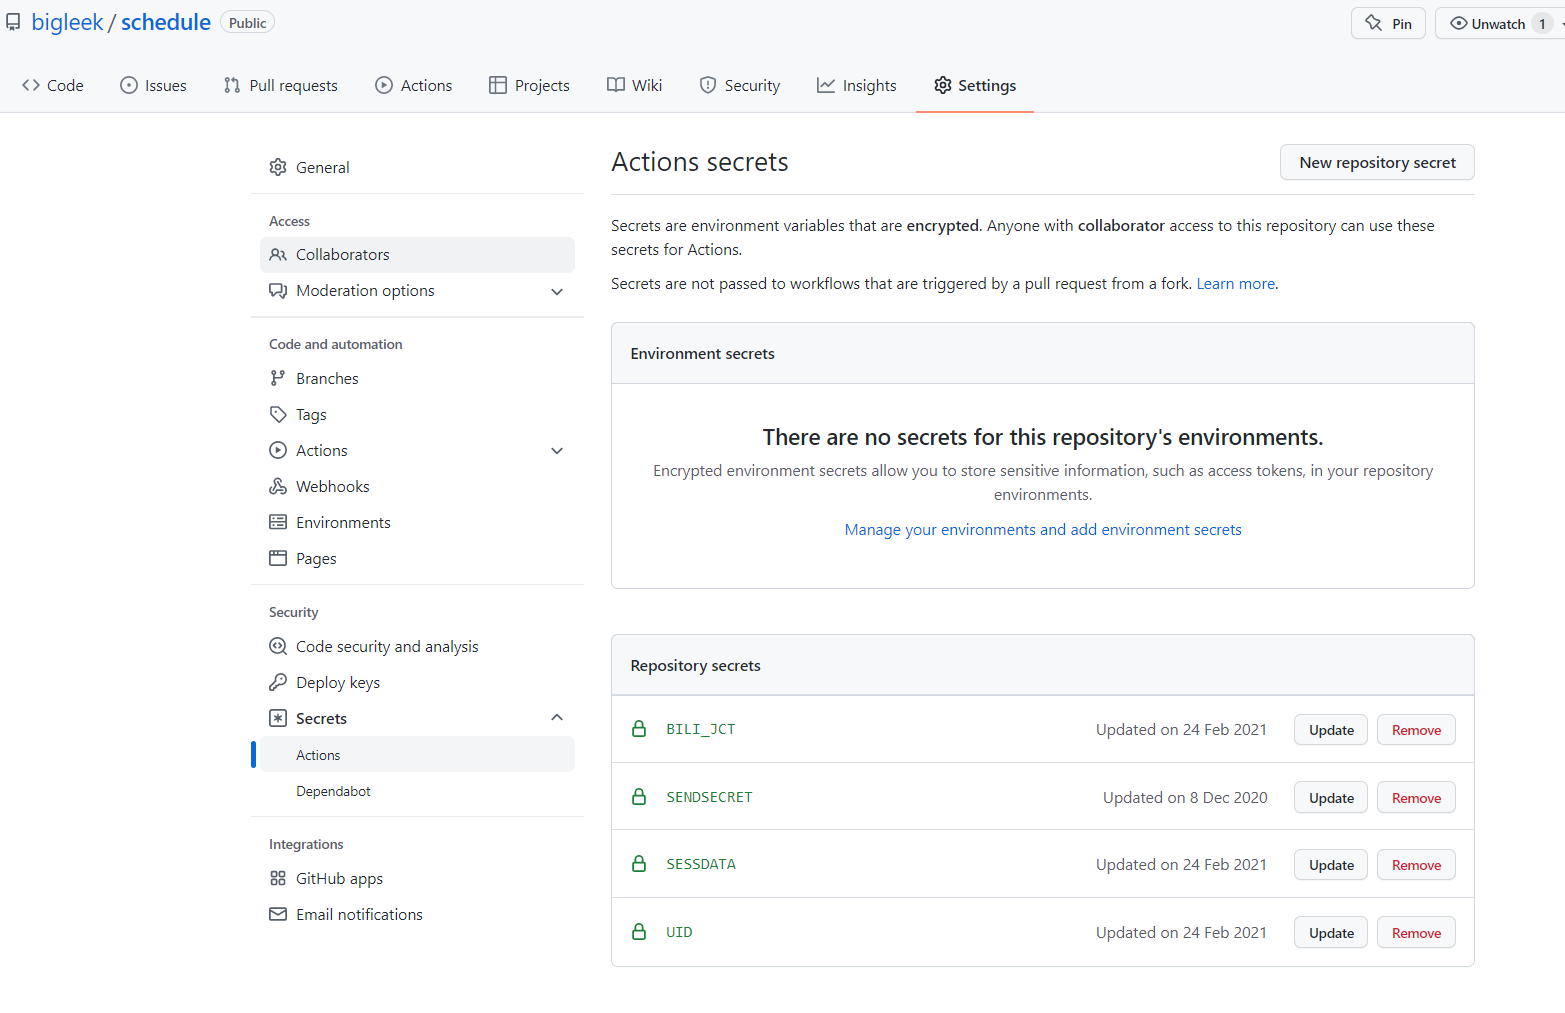 bigleek / schedule Public
Pin
Unwatch 1
Code
Issues
Pull requests
Actions
Projects
Wiki
Security
Insights
Settings
General
Access
Collaborators
Moderation options
Code and automation
Branches
Tags
Actions
Webhooks
Environments
Pages
Security
Code security and analysis
Deploy keys
Secrets
Actions
Dependabot
Integrations
GitHub apps
Email notifications
Actions secrets
New repository secret
Secrets are environment variables that are encrypted. Anyone with collaborator access to this repository can use these
secrets for Actions.
Secrets are not passed to workflows that are triggered by a pull request from a fork. Learn more.
Environment secrets
There are no secrets for this repository's environments.
Encrypted environment secrets allow you to store sensitive information, such as access tokens, in your repository
environments.
Manage your environments and add environment secrets
Repository secrets
BILI_JCT Updated on 24 Feb 2021 Update Remove
SENDSECRET Updated on 8 Dec 2020 Update Remove
SESSDATA Updated on 24 Feb 2021 Update Remove
UID Updated on 24 Feb 2021 Update Remove